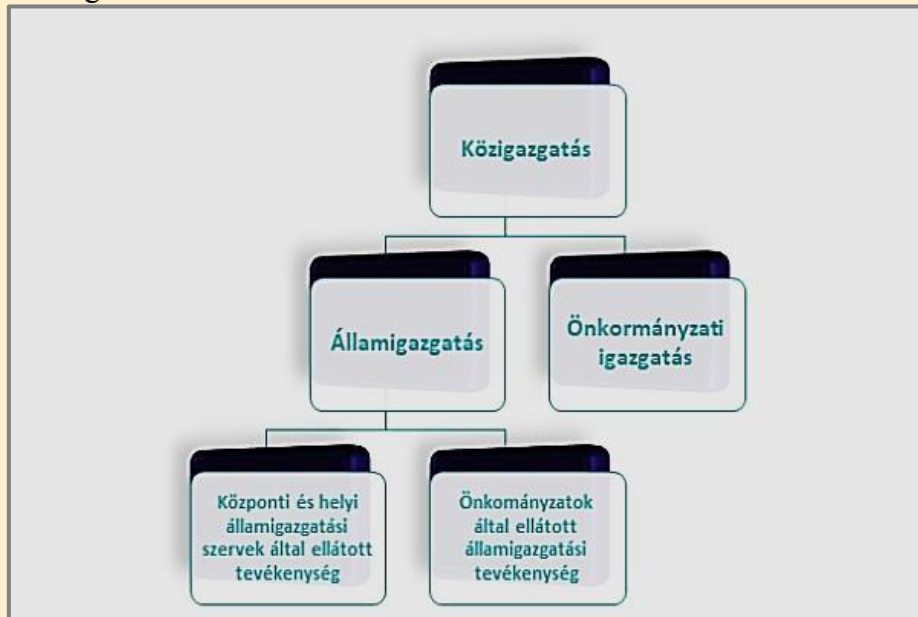 Közigazgatás
Államigazgatás
Önkormányzati
igazgatás
Központi és helyi
államigazgatási
szervek által ellátott
tevékenység
Önkományzatok
által ellátott
államigazgatási
tevékenység